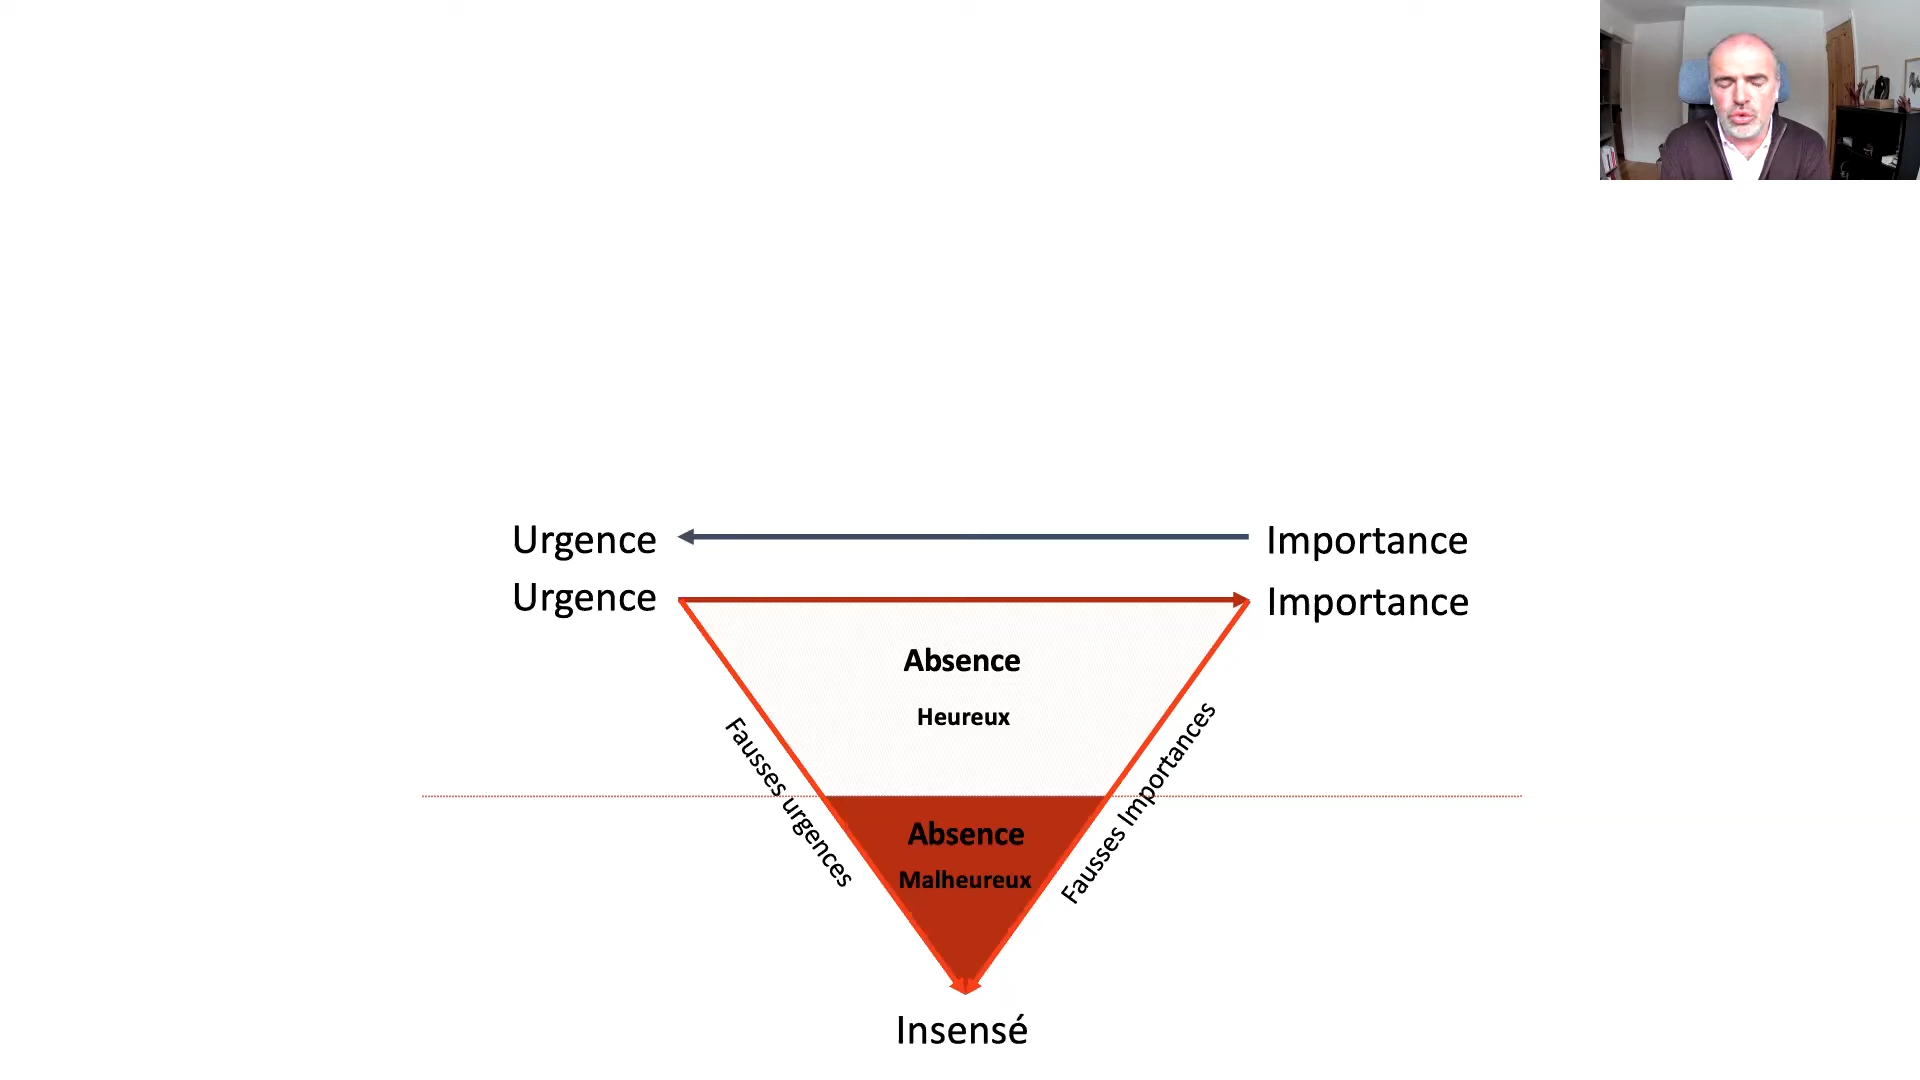 Urgence
Importance
Urgence
Importance
Absence
Heureux
Fausses urgences
Fausses Importances
Absence
Malheureux
Insensé